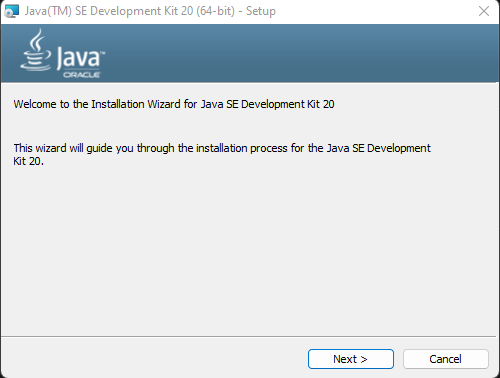 Java(TM) SE Development Kit 20 (64-bit) - Setup
Java™
ORACLE
Welcome to the Installation Wizard for Java SE Development Kit 20
This wizard will guide you through the installation process for the Java SE Development
Kit 20.
Next >
Cancel